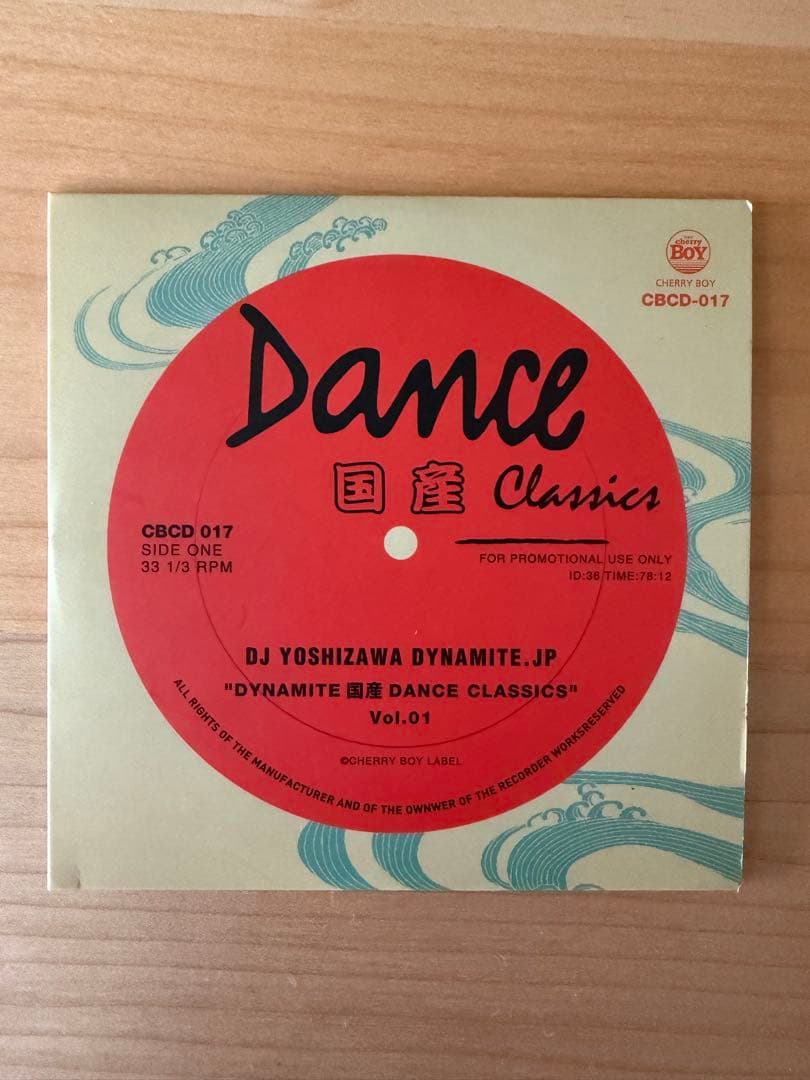 THE
cherry
BOY
CHERRY BOY
CBCD-017
Dance
国産 Classics
CBCD 017
SIDE ONE
33 1/3 RPM
FOR PROMOTIONAL USE ONLY
ID:36 TIME:78:12
DJ YOSHIZAWA DYNAMITE.JP
"DYNAMITE 国産 DANCE CLASSICS"
Vol.01
©CHERRY BOY LABEL
ALL RIGHTS OF THE MANUFACTURER AND OF THE OWNWER OF THE RECORDER WORKSRESERVED